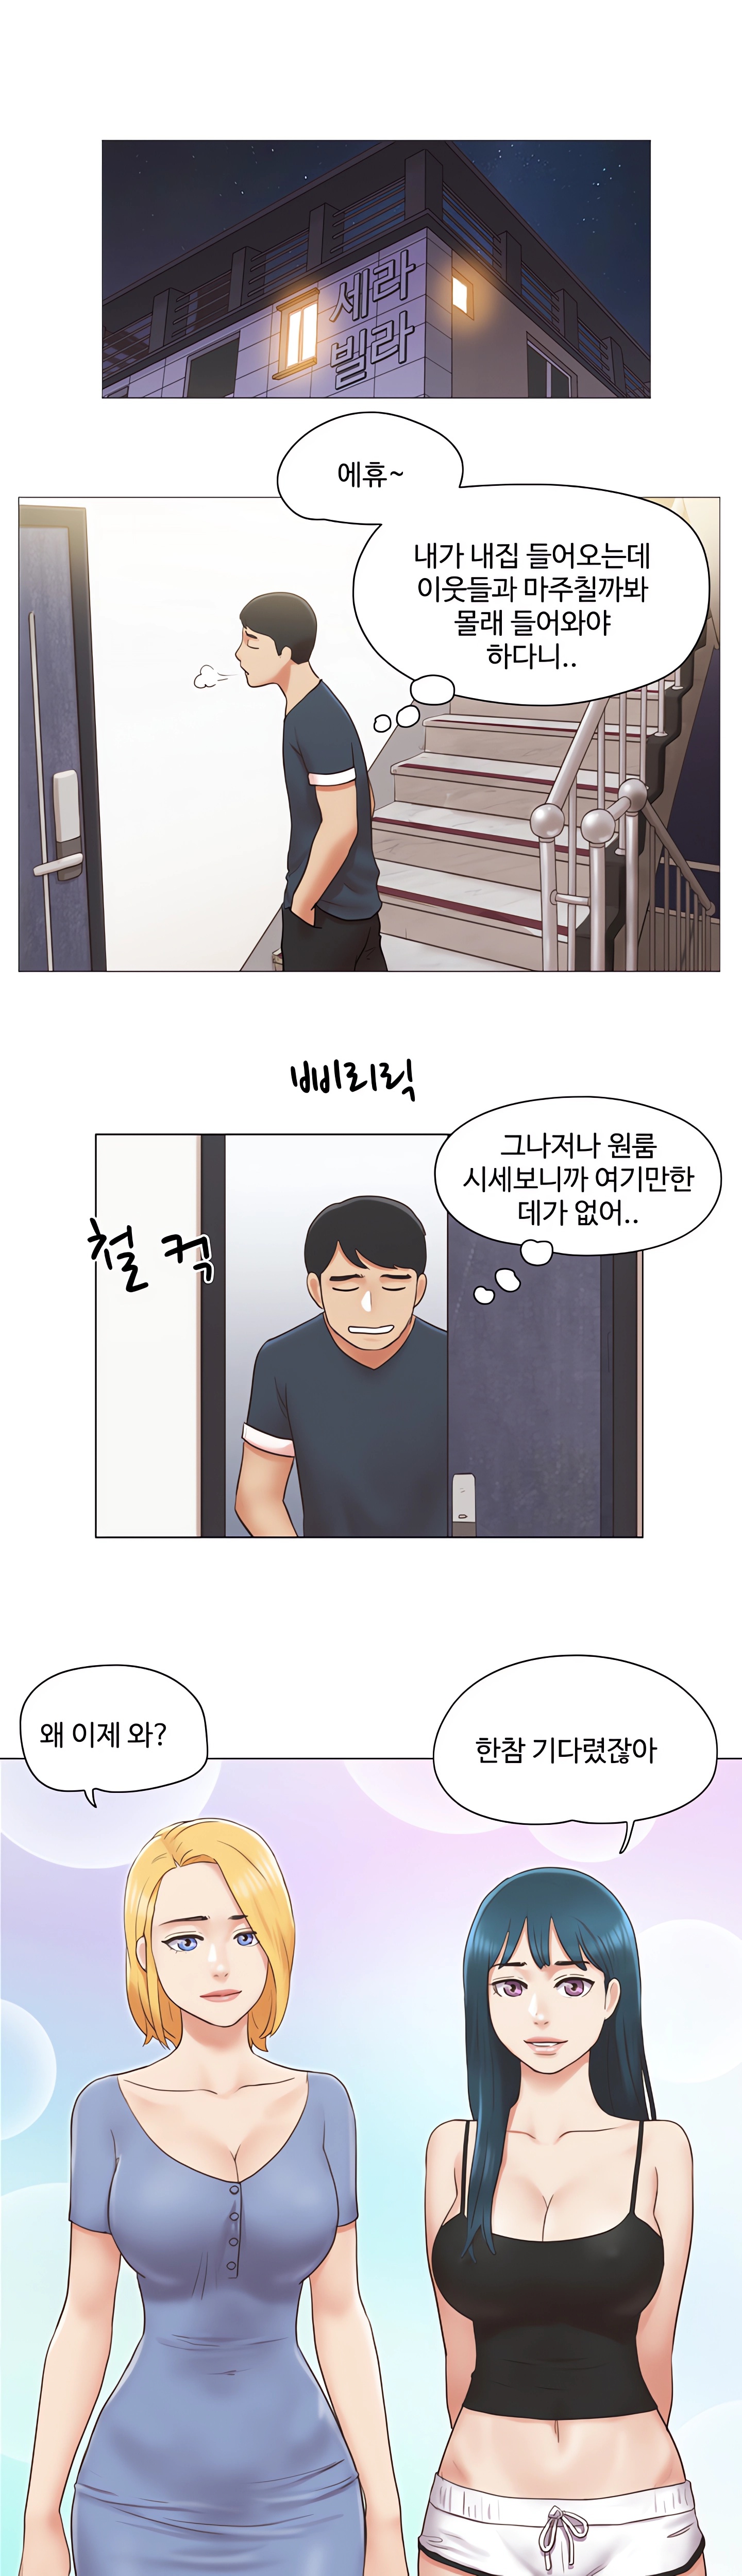 세라
빌라
에휴~
내가 내집 들어오는데
이웃들과 마주칠까봐
몰래 들어와야
하다니..
삐리릭
그나저나 원룸
시세보니까 여기만한
데가 없어..
철컥
왜 이제 와?
한참 기다렸잖아